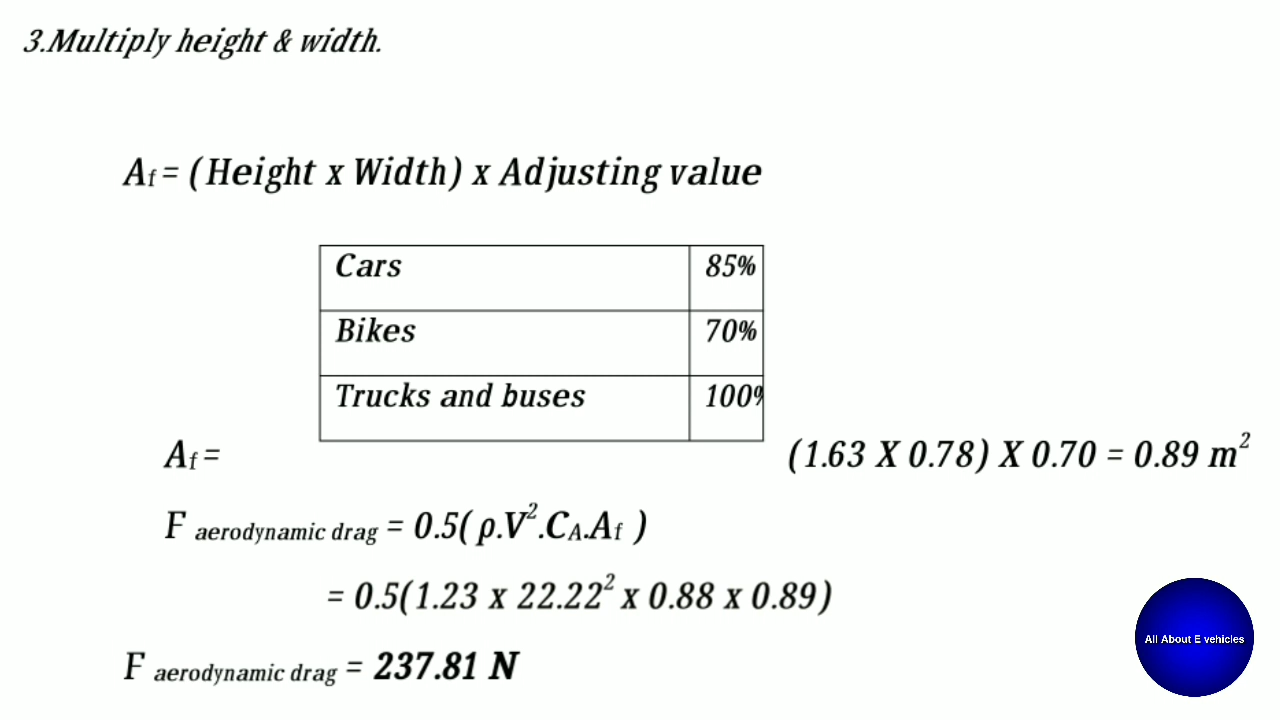 3.Multiply height & width.
Af = (Height x Width) x Adjusting value
Cars 85%
Bikes 70%
Trucks and buses 100%
Af = (1.63 X 0.78) X 0.70 = 0.89 m²
F aerodynamic drag = 0.5( ρ.V².CA.Af )
= 0.5(1.23 x 22.22² x 0.88 x 0.89)
F aerodynamic drag = 237.81 N
All About E vehicles